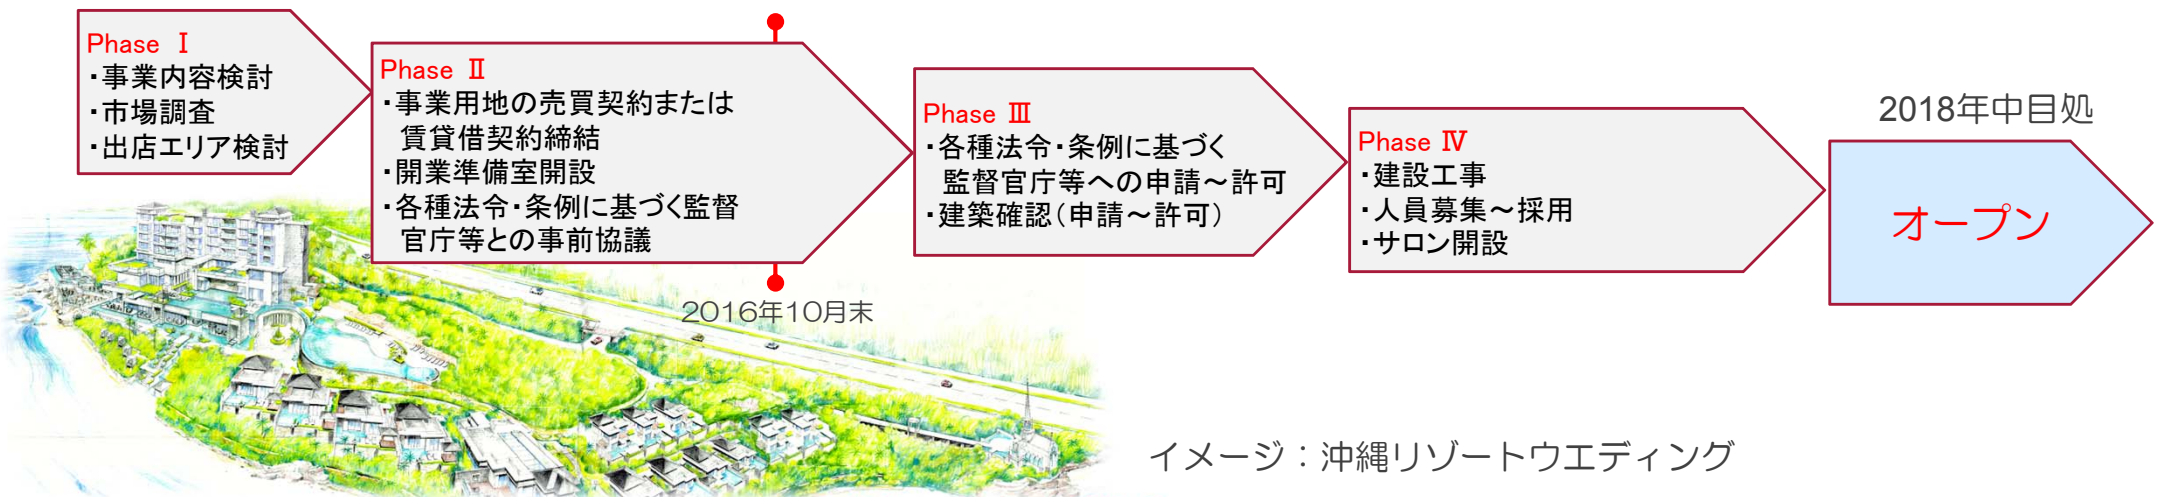 Phase Ⅰ
・事業内容検討
・市場調査
・出店エリア検討
Phase Ⅱ
・事業用地の売買契約または
賃貸借契約締結
・開業準備室開設
・各種法令・条例に基づく監督
官庁等との事前協議
2016年10月末
Phase Ⅲ
・各種法令・条例に基づく
監督官庁等への申請～許可
・建築確認（申請～許可）
Phase Ⅳ
・建設工事
・人員募集～採用
・サロン開設
2018年中目処
オープン
イメージ：沖縄リゾートウエディング